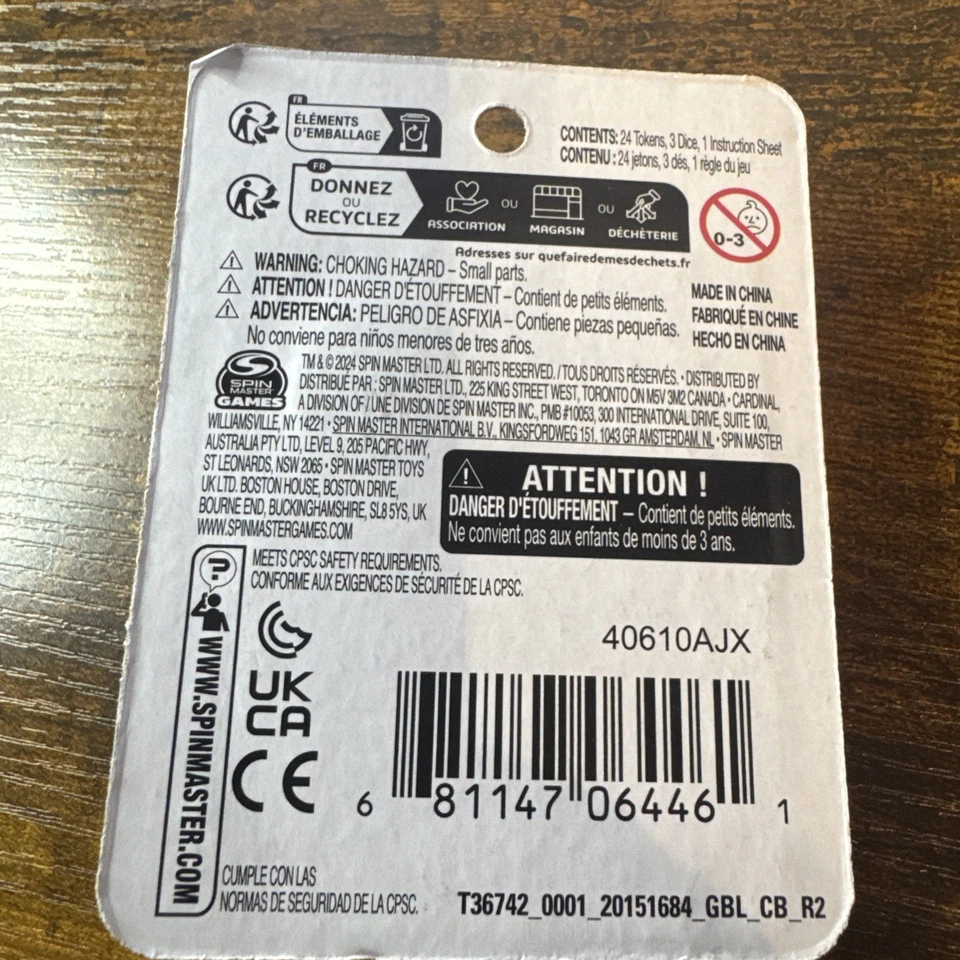 FR
ÉLÉMENTS
D'EMBALLAGE
CONTENTS: 24 Tokens, 3 Dice, 1 Instruction Sheet
CONTENU : 24 jetons, 3 dés, 1 règle du jeu
FR
DONNEZ
OU
RECYCLEZ
ASSOCIATION
OU
MAGASIN
OU
DÉCHÈTERIE
0-3
Adresses sur quefairedemesdechets.fr
WARNING: CHOKING HAZARD – Small parts.
ATTENTION ! DANGER D'ÉTOUFFEMENT – Contient de petits éléments.
ADVERTENCIA: PELIGRO DE ASFIXIA – Contiene piezas pequeñas.
No conviene para niños menores de tres años.
MADE IN CHINA
FABRIQUÉ EN CHINE
HECHO EN CHINA
SPIN
MASTER
GAMES
TM & © 2024 SPIN MASTER LTD. ALL RIGHTS RESERVED. / TOUS DROITS RÉSERVÉS. • DISTRIBUTED BY
DISTRIBUÉ PAR : SPIN MASTER LTD., 225 KING STREET WEST, TORONTO ON M5V 3M2 CANADA • CARDINAL,
A DIVISION OF / UNE DIVISION DE SPIN MASTER INC., PMB #10053, 300 INTERNATIONAL DRIVE, SUITE 100,
WILLIAMSVILLE, NY 14221 • SPIN MASTER INTERNATIONAL B.V., KINGSFORDWEG 151, 1043 GR AMSTERDAM, NL • SPIN MASTER
AUSTRALIA PTY LTD, LEVEL 9, 205 PACIFIC HWY,
ST LEONARDS, NSW 2065 • SPIN MASTER TOYS
UK LTD. BOSTON HOUSE, BOSTON DRIVE,
BOURNE END, BUCKINGHAMSHIRE, SL8 5YS, UK
WWW.SPINMASTERGAMES.COM
ATTENTION !
DANGER D'ÉTOUFFEMENT – Contient de petits éléments.
Ne convient pas aux enfants de moins de 3 ans.
MEETS CPSC SAFETY REQUIREMENTS.
CONFORME AUX EXIGENCES DE SÉCURITÉ DE LA CPSC.
?
WWW.SPINMASTER.COM
UK
CA
CE
40610AJX
6 81147 06446 1
CUMPLE CON LAS
NORMAS DE SEGURIDAD DE LA CPSC.
T36742_0001_20151684_GBL_CB_R2